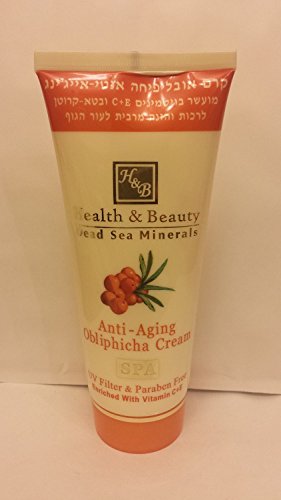 קרם אובליפיחה אנטי-אייג'ינג
מועשר בויטמינים C+E ובטא-קרוטן
לרכות והזנה מרבית לעור הגוף
H&B
Health & Beauty
Dead Sea Minerals
Anti-Aging
Obliphicha Cream
SPA
UV Filter & Paraben Free
Enriched With Vitamin C+E